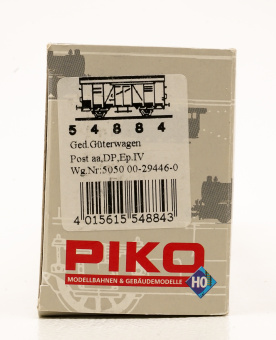 5 4 8 8 4
Ged.Güterwagen
Post aa,DP,Ep.IV
Wg.Nr:5050 00-29446-0
4 015615 548843
PIKO
MODELLBAHNEN & GEBÄUDEMODELLE
HO